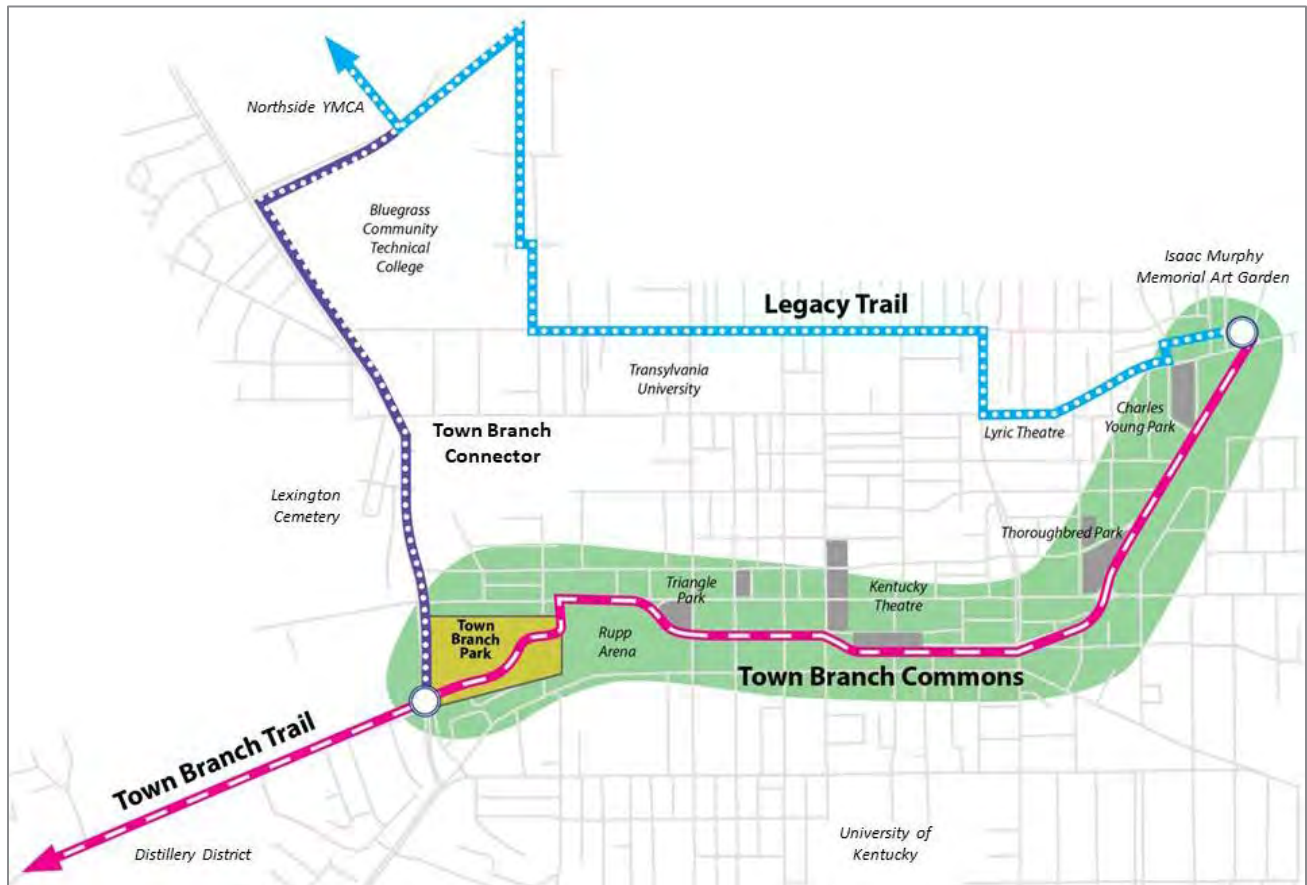 Northside YMCA
Bluegrass
Community
Technical
College
Isaac Murphy
Memorial Art Garden
Legacy Trail
Transylvania
University
Charles
Young Park
Lyric Theatre
Town Branch
Connector
Lexington
Cemetery
Thoroughbred Park
Triangle
Park
Kentucky
Theatre
Town
Branch
Park
Rupp
Arena
Town Branch Commons
Town Branch Trail
University of
Kentucky
Distillery District